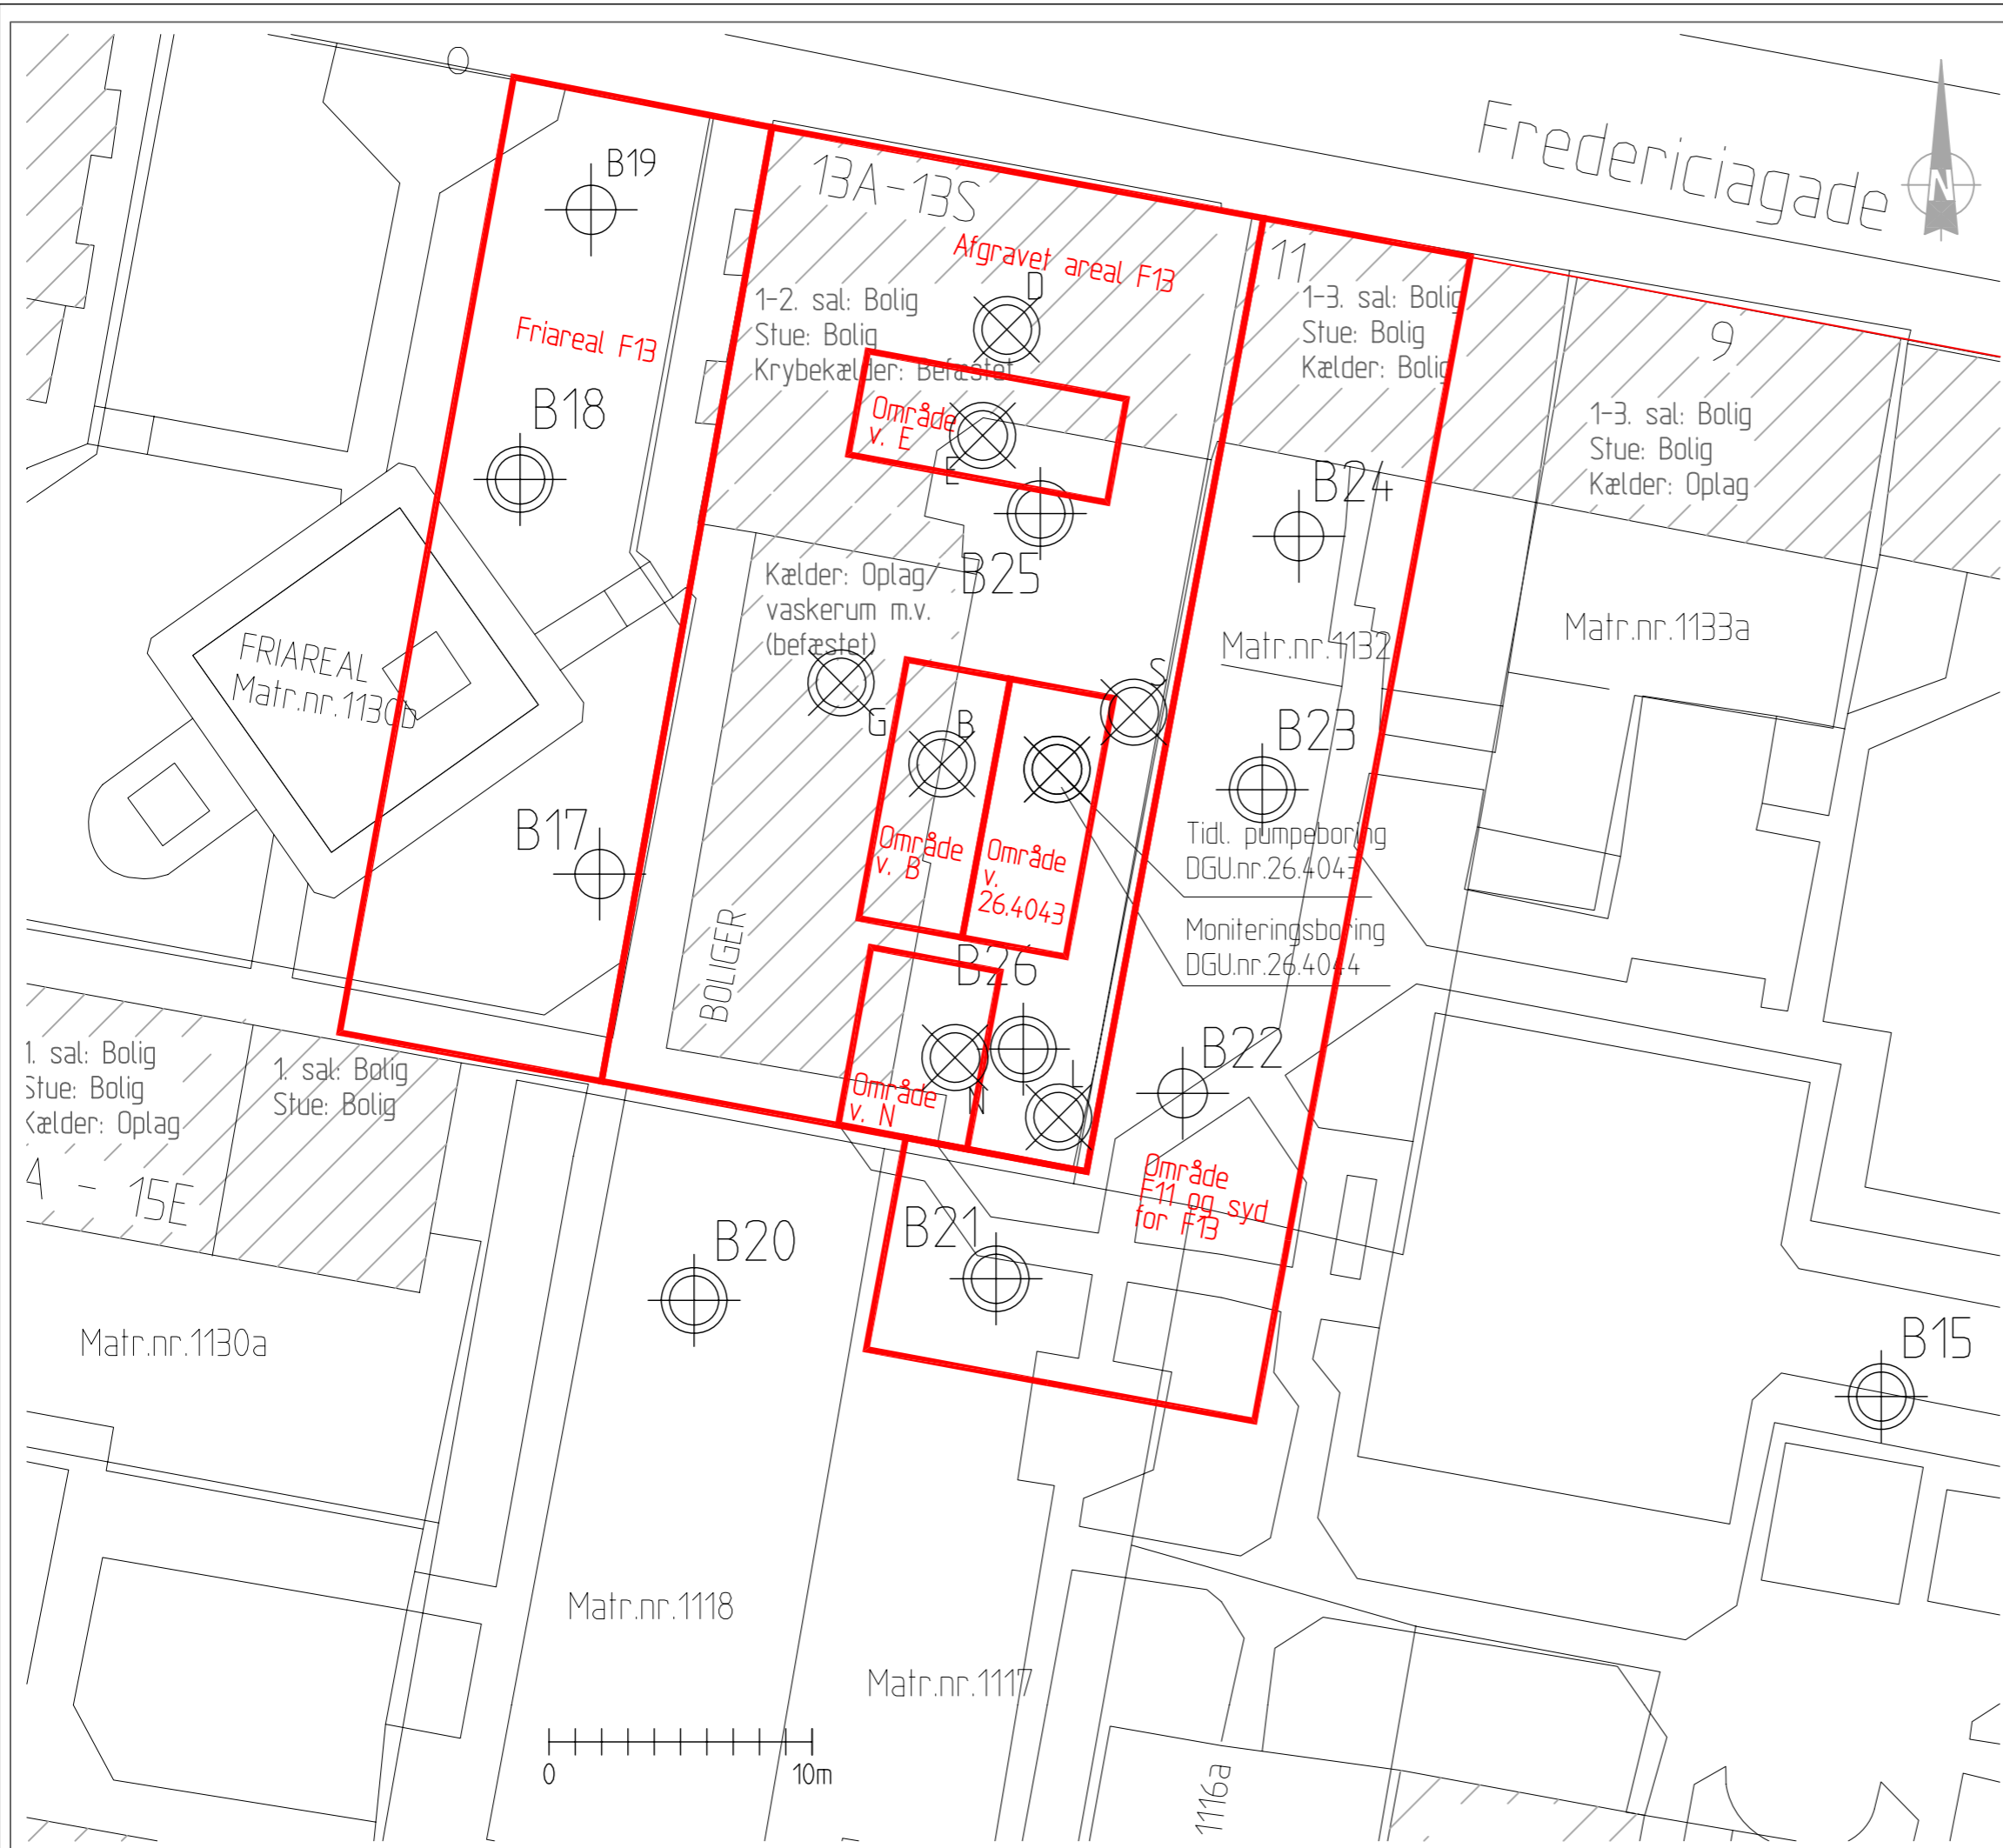 Fredericiagade
N
B19
13A-13S
Afgravet areal F13
D
11
1-3. sal: Bolig
Stue: Bolig
Kælder: Bolig
9
1-3. sal: Bolig
Stue: Bolig
Kælder: Oplag
1-2. sal: Bolig
Stue: Bolig
Krybekælder: Befæstet
Friareal F13
B18
Område
v. E
E
B24
B25
Kælder: Oplag/
vaskerum m.v.
(befæstet)
Matr.nr.1132
Matr.nr.1133a
FRIAREAL
Matr.nr.1130b
G
B
S
B23
B17
Område
v. B
Område
v.
26.4043
Tidl. pumpeboring
DGU.nr.26.4043
Moniteringsboring
DGU.nr.26.4044
BOLIGER
B26
B22
N
L
Område
v. N
1. sal: Bolig
Stue: Bolig
Kælder: Oplag
1. sal: Bolig
Stue: Bolig
A - 15E
Område
F11 og syd
for F13
B20
B21
B15
Matr.nr.1130a
Matr.nr.1118
Matr.nr.1117
0
10m
1116a